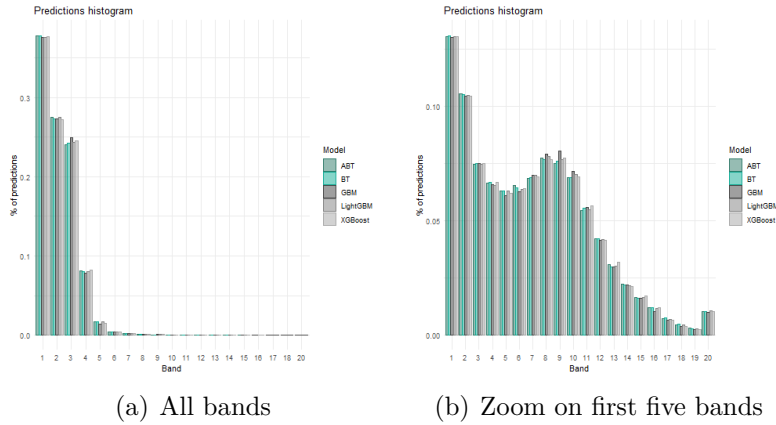 Predictions histogram
% of predictions
0.3
0.2
0.1
0.0
1 2 3 4 5 6 7 8 9 10 11 12 13 14 15 16 17 18 20
Band
Model
ABT
BT
GBM
LightGBM
XGBoost
(a) All bands
Predictions histogram
% of predictions
0.10
0.05
0.00
1 2 3 4 5 6 7 8 9 10 11 12 13 14 15 16 17 18 19 20
Band
Model
ABT
BT
GBM
LightGBM
XGBoost
(b) Zoom on first five bands